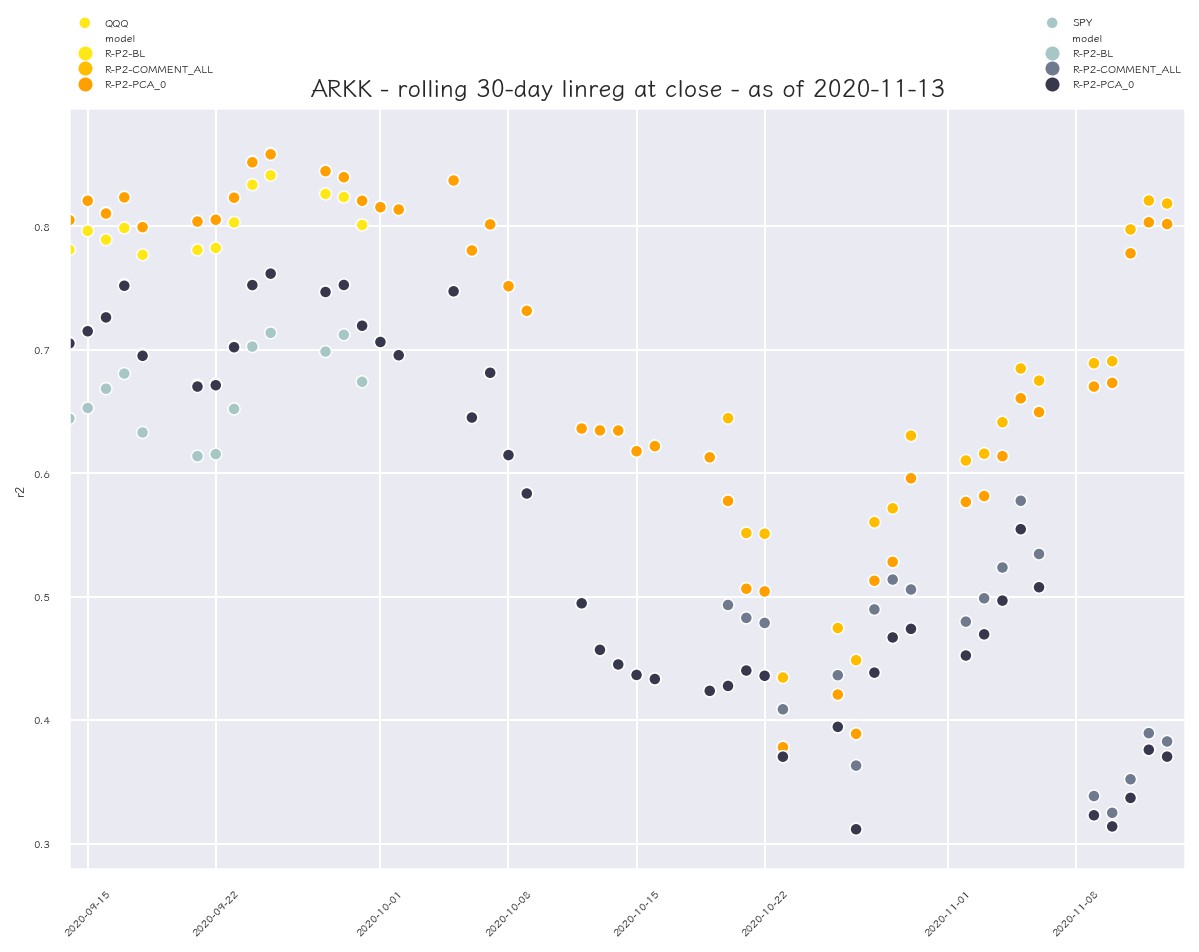 QQQ
model
R-P2-BL
R-P2-COMMENT_ALL
R-P2-PCA_0
SPY
model
R-P2-BL
R-P2-COMMENT_ALL
R-P2-PCA_0
ARKK - rolling 30-day linreg at close - as of 2020-11-13
r2
0.8
0.7
0.6
0.5
0.4
0.3
2020-09-15
2020-09-22
2020-10-01
2020-10-08
2020-10-15
2020-10-22
2020-11-01
2020-11-08